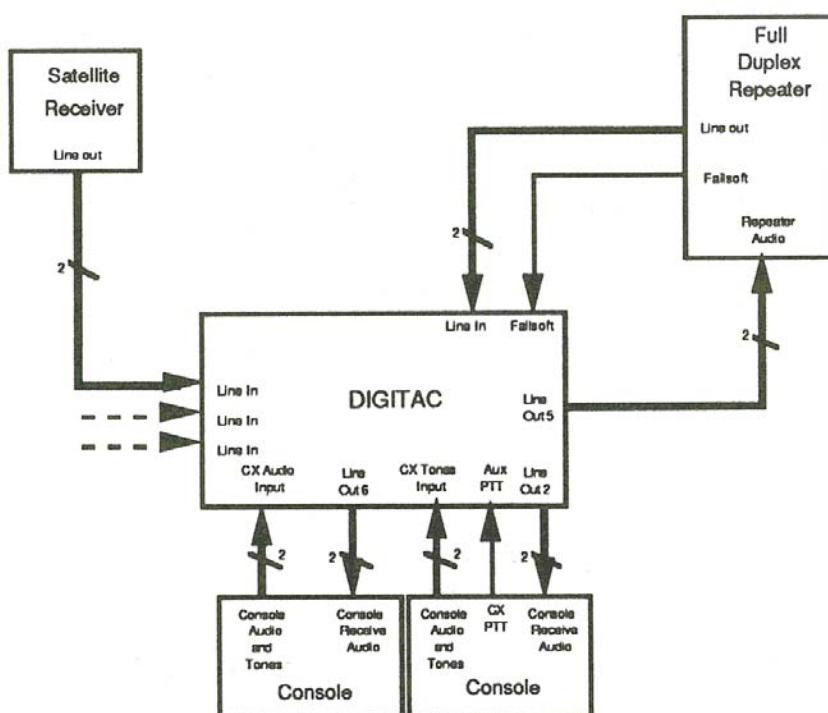 Satellite
Receiver
Line out
Full
Duplex
Repeater
Line out
Failsoft
Repeater
Audio
2
2
2
Line In
Failsoft
Line In
Line In
Line In
DIGITAC
Line
Out 5
CX Audio
Input
Line
Out 6
CX Tones
Input
Aux
PTT
Line
Out 2
2
2
2
2
Console
Audio
and
Tones
Console
Receive
Audio
Console
Console
Audio
and
Tones
CX
PTT
Console
Receive
Audio
Console